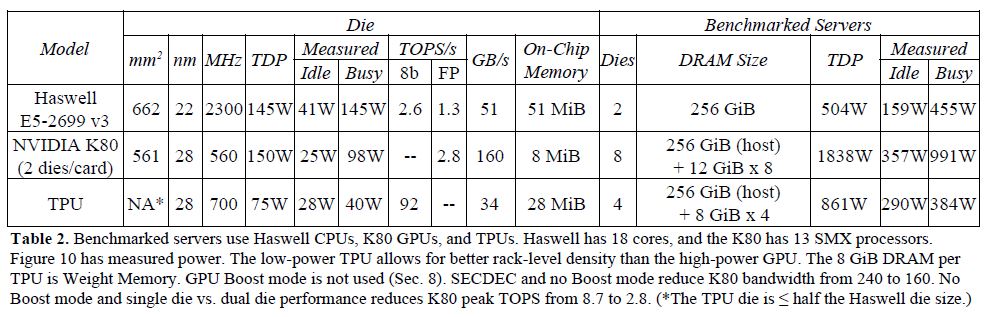 Model Die Benchmarked Servers
mm2 nm MHz TDP Measured TOPS/s GB/s On-Chip Memory Dies DRAM Size TDP Measured
Idle Busy 8b FP Idle Busy
Haswell E5-2699 v3 662 22 2300 145W 41W 145W 2.6 1.3 51 51 MiB 2 256 GiB 504W 159W 455W
NVIDIA K80 (2 dies/card) 561 28 560 150W 25W 98W -- 2.8 160 8 MiB 8 256 GiB (host) + 12 GiB x 8 1838W 357W 991W
TPU NA* 28 700 75W 28W 40W 92 -- 34 28 MiB 4 256 GiB (host) + 8 GiB x 4 861W 290W 384W
Table 2. Benchmarked servers use Haswell CPUs, K80 GPUs, and TPUs. Haswell has 18 cores, and the K80 has 13 SMX processors.
Figure 10 has measured power. The low-power TPU allows for better rack-level density than the high-power GPU. The 8 GiB DRAM per
TPU is Weight Memory. GPU Boost mode is not used (Sec. 8). SECDEC and no Boost mode reduce K80 bandwidth from 240 to 160. No
Boost mode and single die vs. dual die performance reduces K80 peak TOPS from 8.7 to 2.8. (*The TPU die is ≤ half the Haswell die size.)